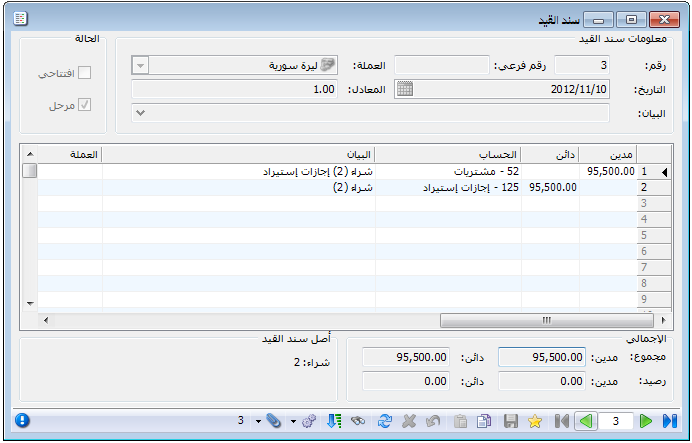 سند القيد
معلومات سند القيد
الحالة
رقم: 3 رقم فرعي: العملة: ليرة سورية
افتتاحي
التاريخ: 2012/11/10 المعادل: 1.00
مرحل
البيان:
مدين دائن الحساب البيان العملة
1 95,500.00 52 - مشتريات شراء (2) إجازات إستيراد
2 95,500.00 125 - إجازات إستيراد شراء (2)
3
4
5
6
7
8
9
الإجمالي
أصل سند القيد
مجموع: مدين: 95,500.00 دائن: 95,500.00
شراء: 2
رصيد: مدين: 0.00 دائن: 0.00
3
3